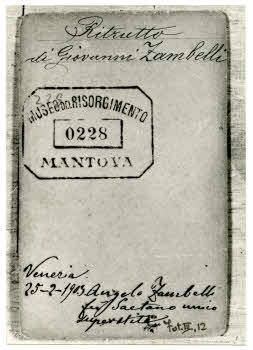 Ritratto
di Giovanni Zambelli
MUSEO DEL RISORGIMENTO
0228
MANTOVA
Venezia
25-2-1903 Angelo Zambelli
fu Gaetano unico
superstite
Fot. III, 12